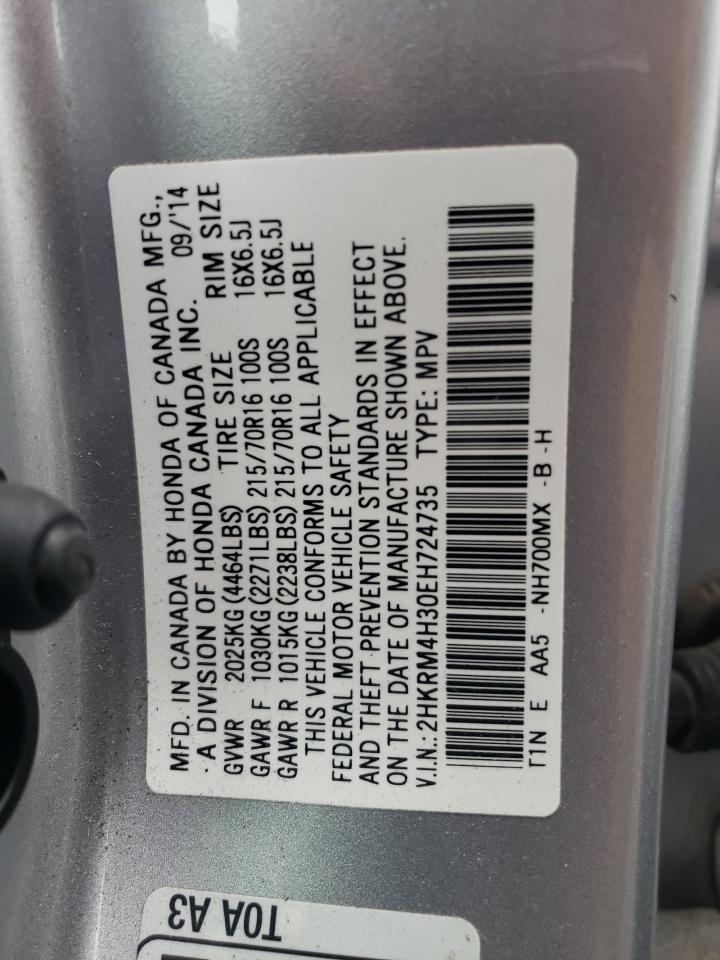 MFD. IN CANADA BY HONDA OF CANADA MFG.,
A DIVISION OF HONDA CANADA INC. 09/'14
GVWR 2025KG(4464LBS) TIRE SIZE RIM SIZE
GAWR F 1030KG(2271LBS) 215/70R16 100S 16X6.5J
GAWR R 1015KG(2238LBS) 215/70R16 100S 16X6.5J
THIS VEHICLE CONFORMS TO ALL APPLICABLE
FEDERAL MOTOR VEHICLE SAFETY
AND THEFT PREVENTION STANDARDS IN EFFECT
ON THE DATE OF MANUFACTURE SHOWN ABOVE.
V.I.N.:2HKRM4H30EH724735 TYPE: MPV
T1N E AA5 -NH700MX -B -H
T0A A3